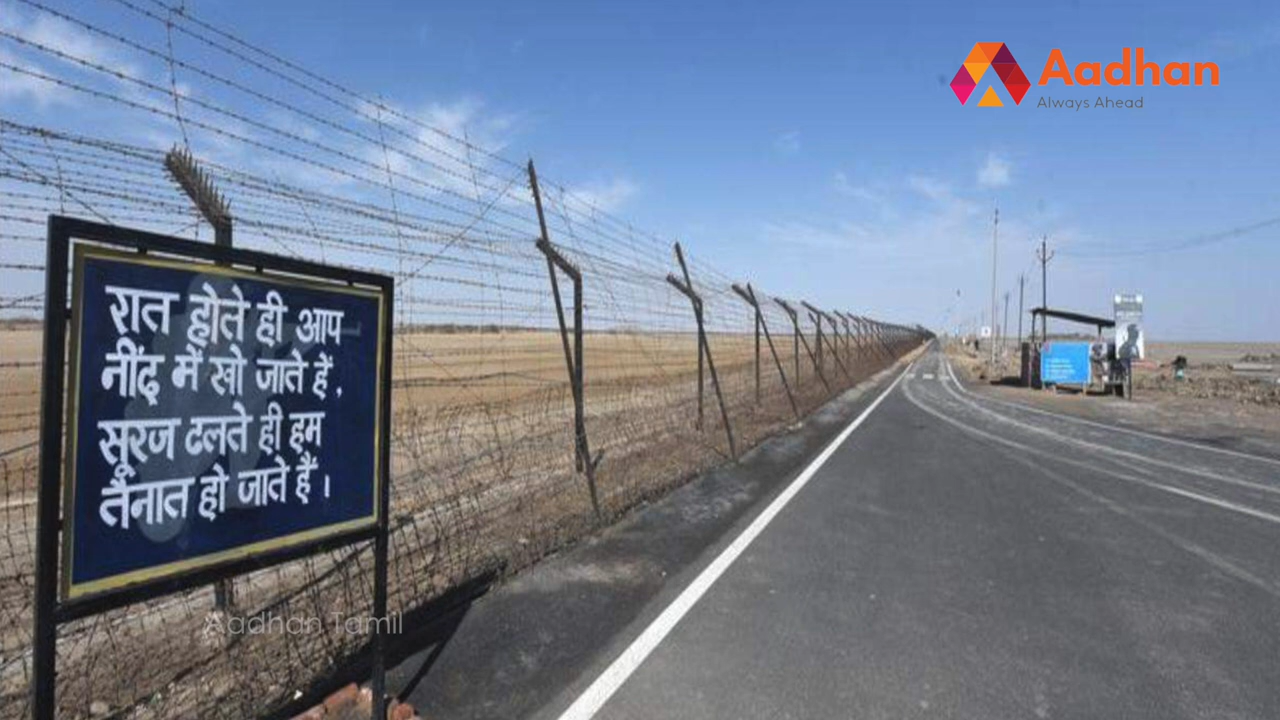 Aadhan
Always Ahead
रात होते ही आप
नींद में खो जाते हैं,
सूरज ढलते ही हम
तैनात हो जाते हैं।
Aadhan Tamil